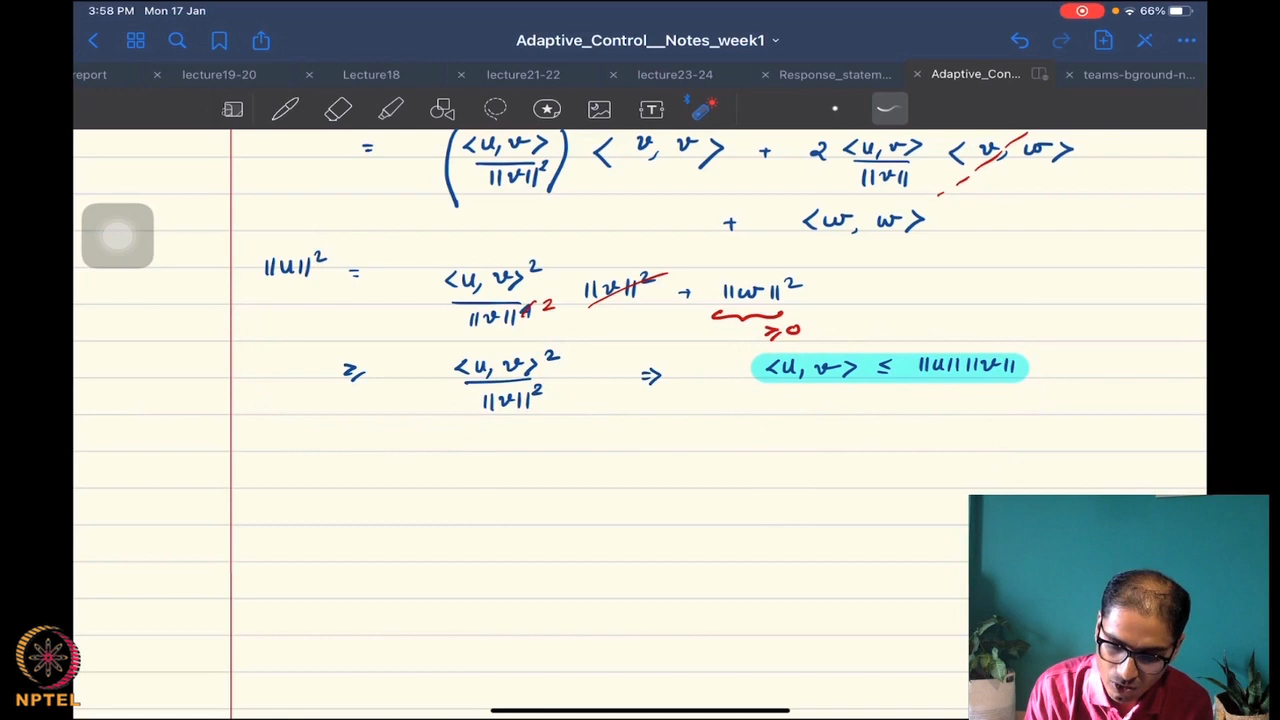 3:58 PM Mon 17 Jan
66%
Adaptive_Control__Notes_week1
report
lecture19-20
Lecture18
lecture21-22
lecture23-24
Response_statem...
Adaptive_Con...
teams-bground-n...
= (<u, v> / ||v||²) < v, v > + 2 <u, v> / ||v|| < v, w >
+ <w, w>
||u||² = <u, v>² / ||v||² ||v||² + ||w||²
≥0
≥ <u, v>² / ||v||² ⇒ <u, v> ≤ ||u|| ||v||
NPTEL